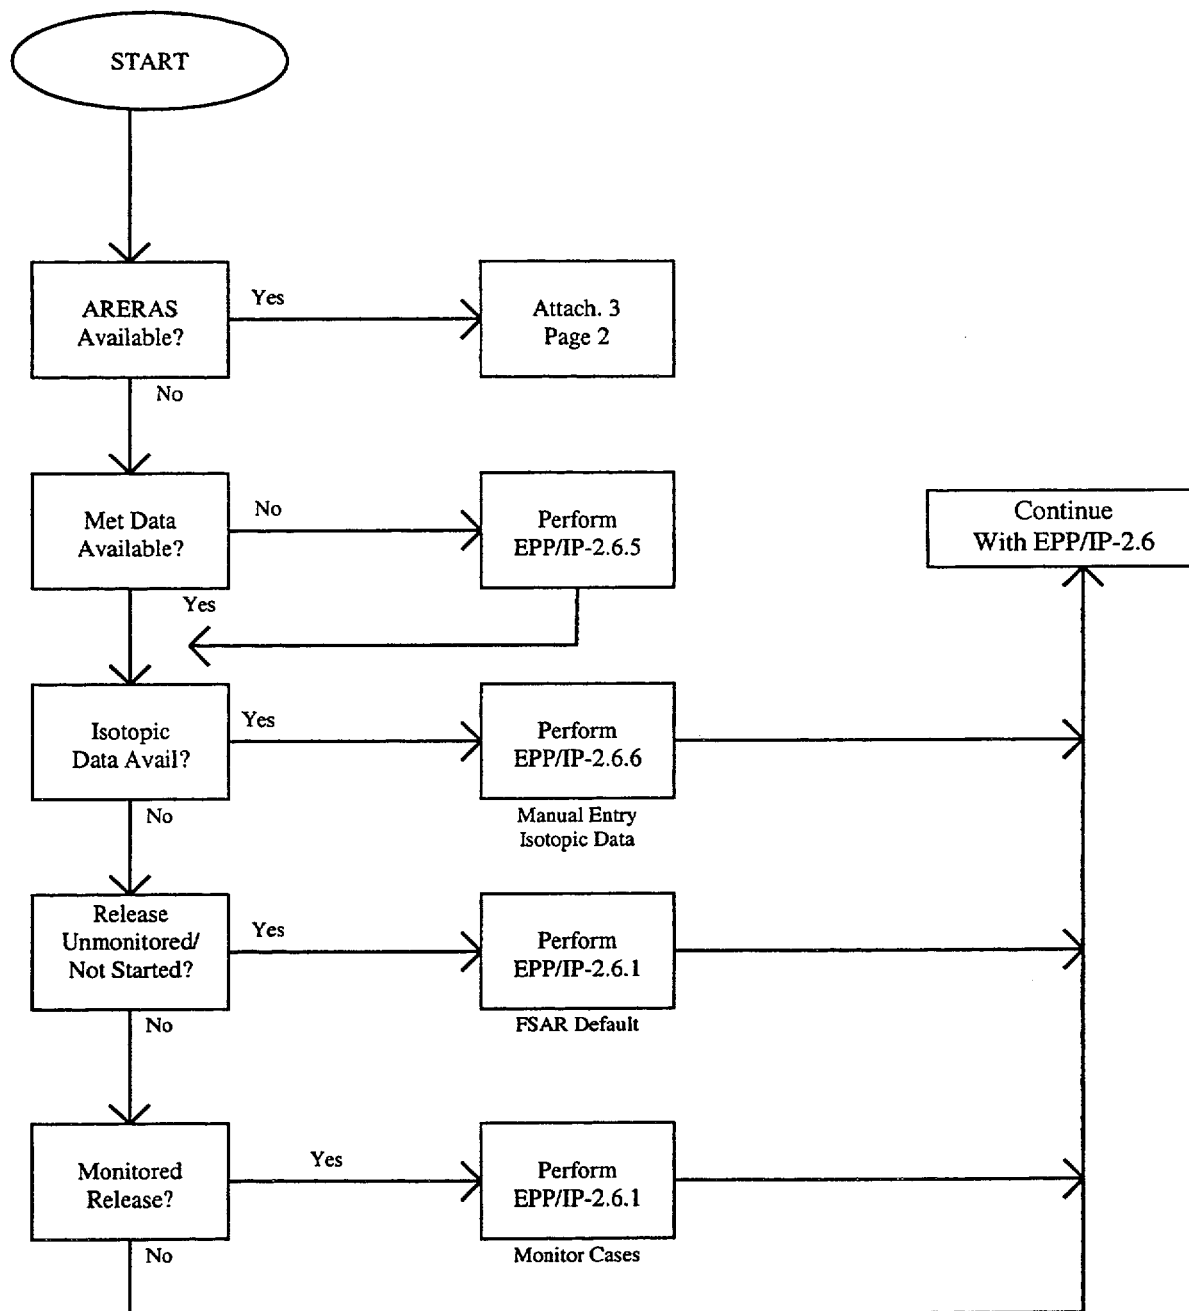 START
ARERAS
Available?
Yes
Attach. 3
Page 2
No
Met Data
Available?
No
Perform
EPP/IP-2.6.5
Continue
With EPP/IP-2.6
Yes
Isotopic
Data Avail?
Yes
Perform
EPP/IP-2.6.6
Manual Entry
Isotopic Data
No
Release
Unmonitored/
Not Started?
Yes
Perform
EPP/IP-2.6.1
FSAR Default
No
Monitored
Release?
Yes
Perform
EPP/IP-2.6.1
Monitor Cases
No